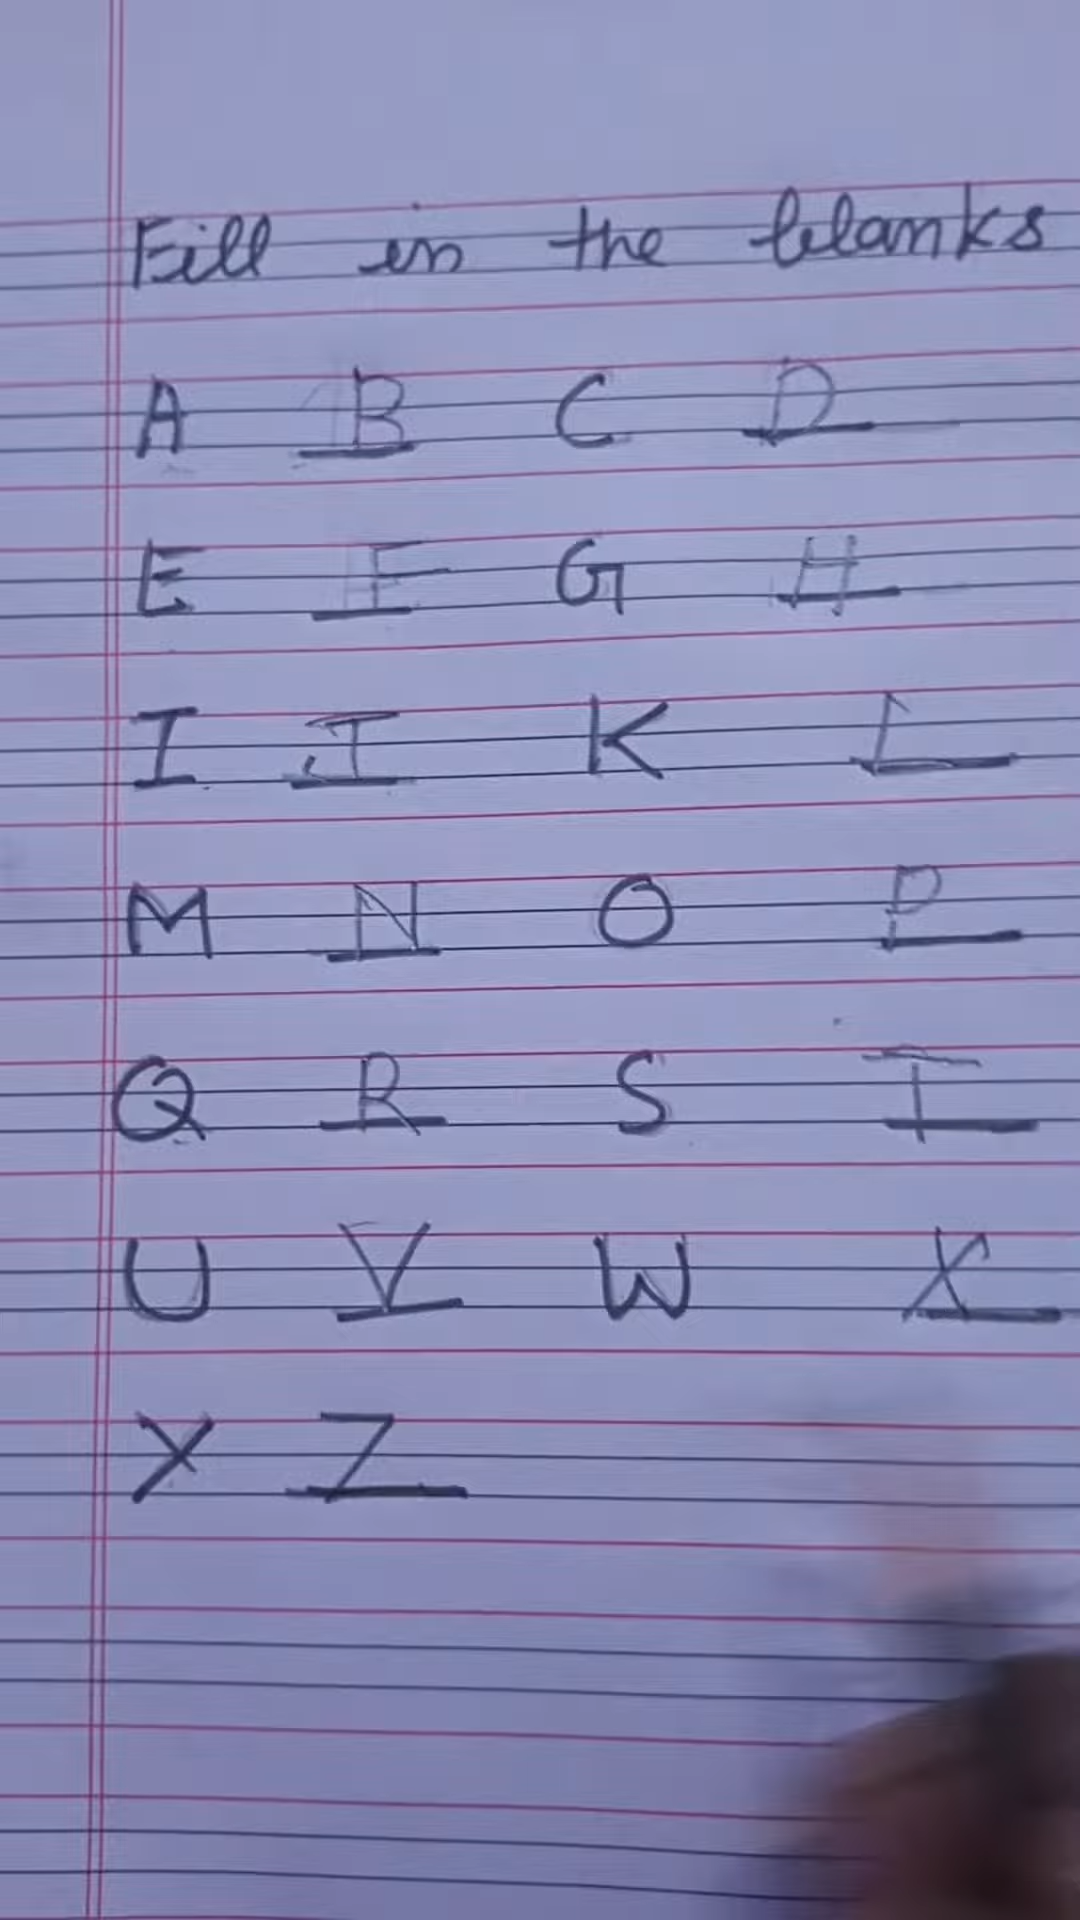 Fill in the blanks
A B C D
E F G H
I J K L
M N O P
Q R S T
U V W X
X Z